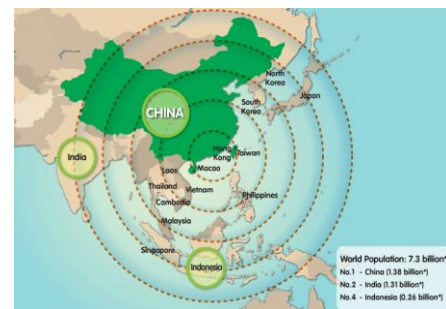 North
Korea
South
Korea
Japan
CHINA
India
Hong
Kong
Taiwan
Macao
Laos
Thailand
Vietnam
Cambodia
Philippines
Malaysia
Singapore
Indonesia
World Population: 7.3 billion*
No.1 - China (1.38 billion*)
No.2 - India (1.31 billion*)
No.4 - Indonesia (0.26 billion*)